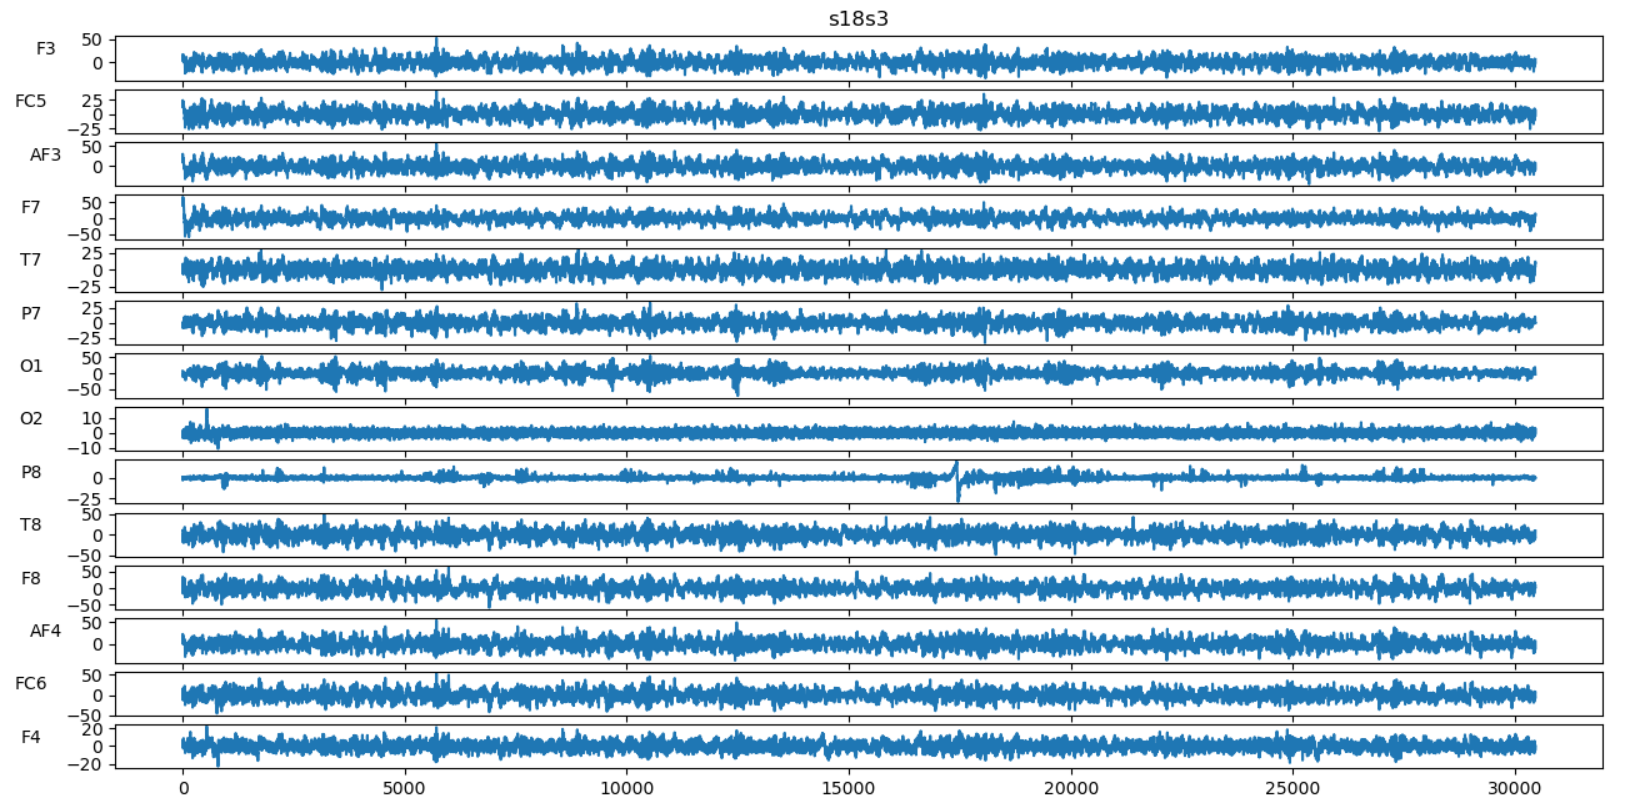 s18s3
F3 50 0
FC5 25 0 −25
AF3 50 0
F7 50 0 −50
T7 25 0 −25
P7 25 0 −25
O1 50 0 −50
O2 10 0 −10
P8 0 −25
T8 50 0 −50
F8 50 0 −50
AF4 50 0
FC6 50 0 −50
F4 20 0 −20
0 5000 10000 15000 20000 25000 30000